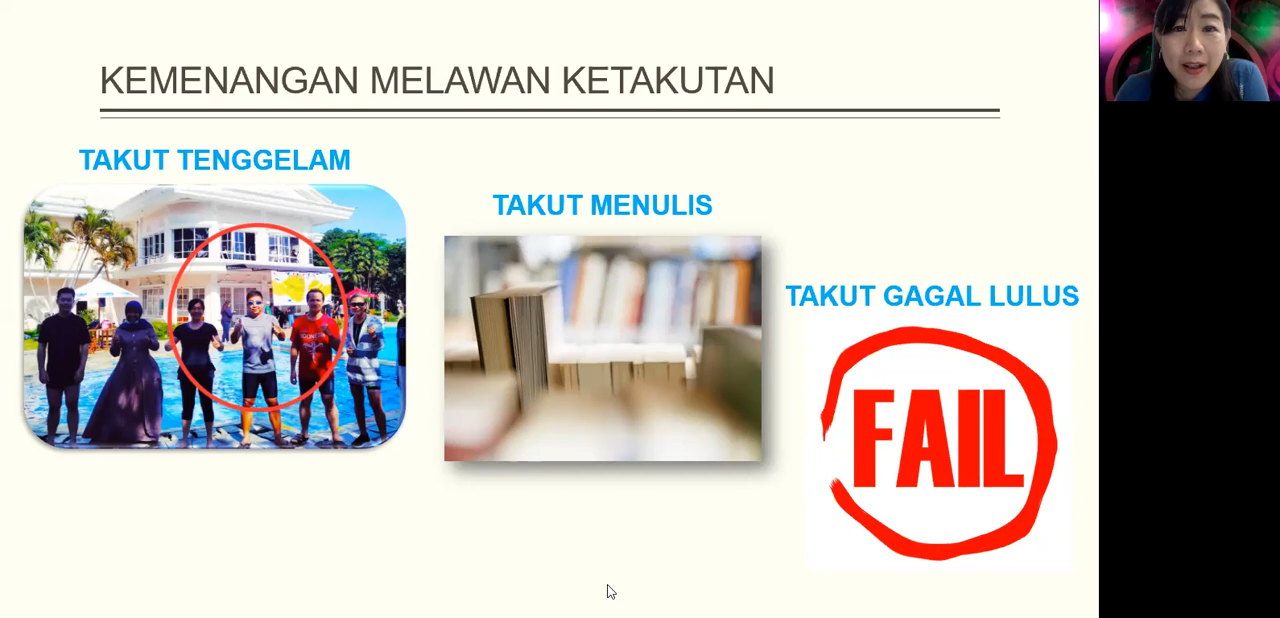 KEMENANGAN MELAWAN KETAKUTAN
TAKUT TENGGELAM
TAKUT MENULIS
TAKUT GAGAL LULUS
FAIL